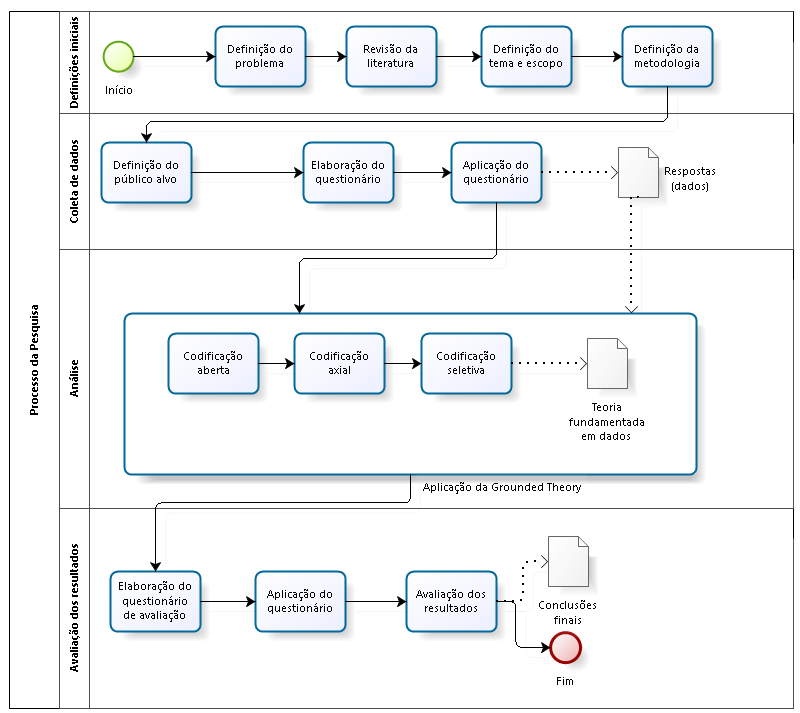 Processo da Pesquisa
Definições iniciais
Início
Definição do
problema
Revisão da
literatura
Definição do
tema e escopo
Definição da
metodologia
Coleta de dados
Definição do
público alvo
Elaboração do
questionário
Aplicação do
questionário
Respostas
(dados)
Análise
Codificação
aberta
Codificação
axial
Codificação
seletiva
Teoria
fundamentada
em dados
Aplicação da Grounded Theory
Avaliação dos resultados
Elaboração do
questionário
de avaliação
Aplicação do
questionário
Avaliação dos
resultados
Conclusões
finais
Fim